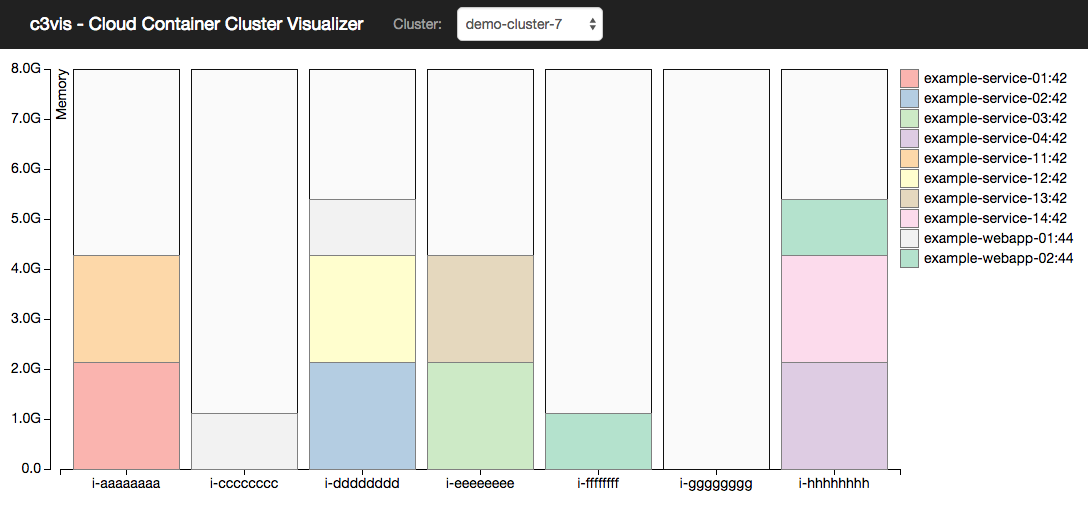 c3vis - Cloud Container Cluster Visualizer
Cluster:
demo-cluster-7
Memory
8.0G
7.0G
6.0G
5.0G
4.0G
3.0G
2.0G
1.0G
0.0
i-aaaaaaaa
i-cccccccc
i-dddddddd
i-eeeeeeee
i-ffffffff
i-gggggggg
i-hhhhhhhh
example-service-01:42
example-service-02:42
example-service-03:42
example-service-04:42
example-service-11:42
example-service-12:42
example-service-13:42
example-service-14:42
example-webapp-01:44
example-webapp-02:44